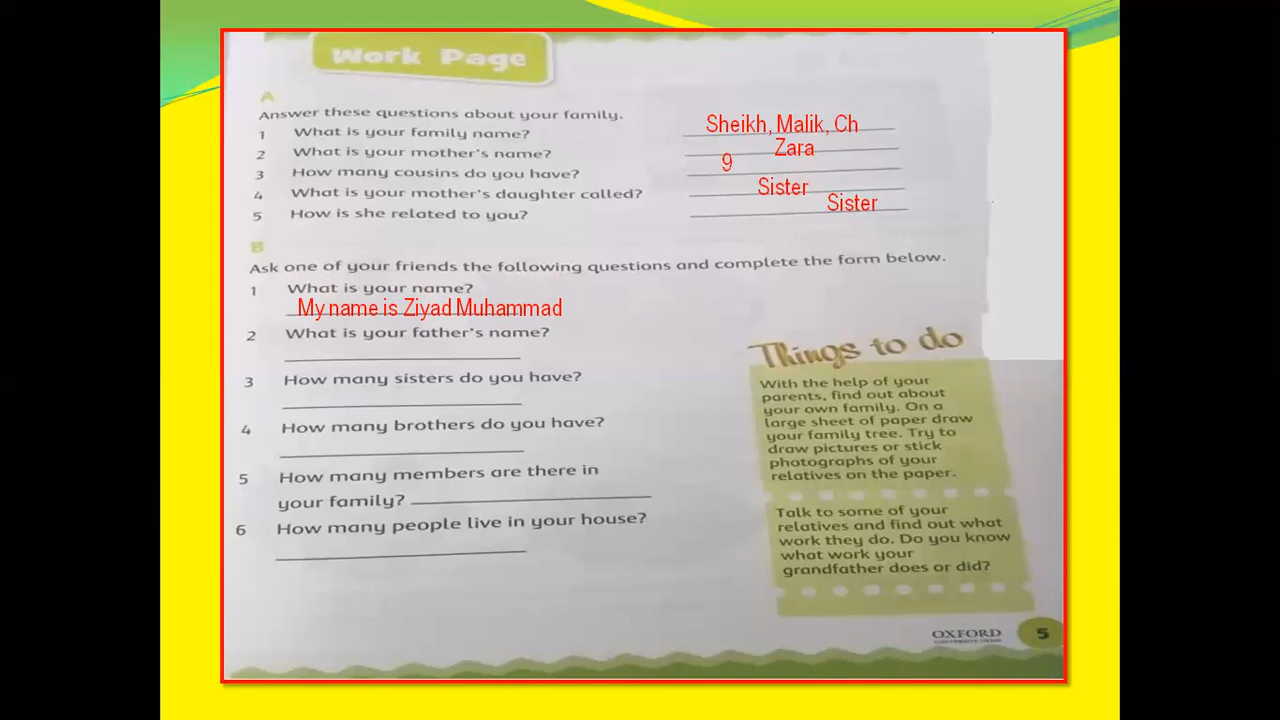 Work Page
A
Answer these questions about your family.
1 What is your family name? Sheikh, Malik, Ch
2 What is your mother's name? Zara
3 How many cousins do you have? 9
4 What is your mother's daughter called? Sister
5 How is she related to you? Sister
B
Ask one of your friends the following questions and complete the form below.
1 What is your name?
My name is Ziyad Muhammad
2 What is your father's name?
3 How many sisters do you have?
4 How many brothers do you have?
5 How many members are there in
your family?
6 How many people live in your house?
Things to do
With the help of your
parents, find out about
your own family. On a
large sheet of paper draw
your family tree. Try to
draw pictures or stick
photographs of your
relatives on the paper.
Talk to some of your
relatives and find out what
work they do. Do you know
what work your
grandfather does or did?
OXFORD
UNIVERSITY PRESS
5